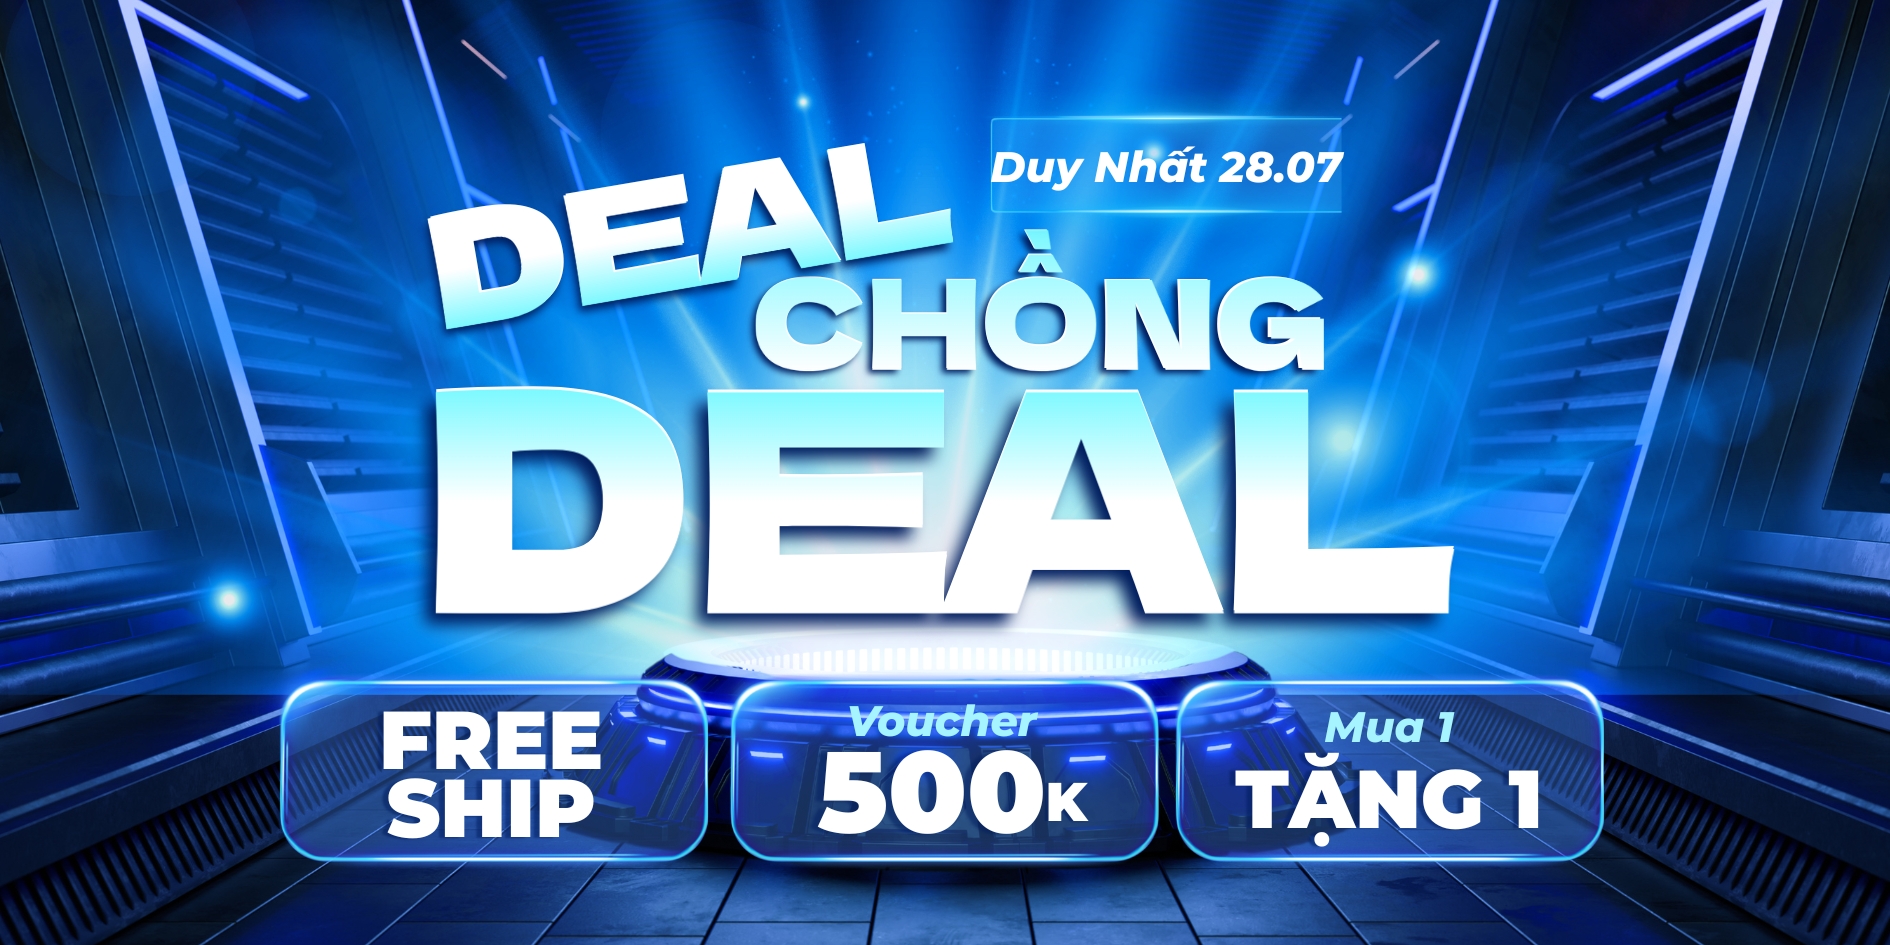 Duy Nhất 28.07
DEAL
CHỒNG
DEAL
FREE
SHIP
Voucher
500K
Mua 1
TẶNG 1